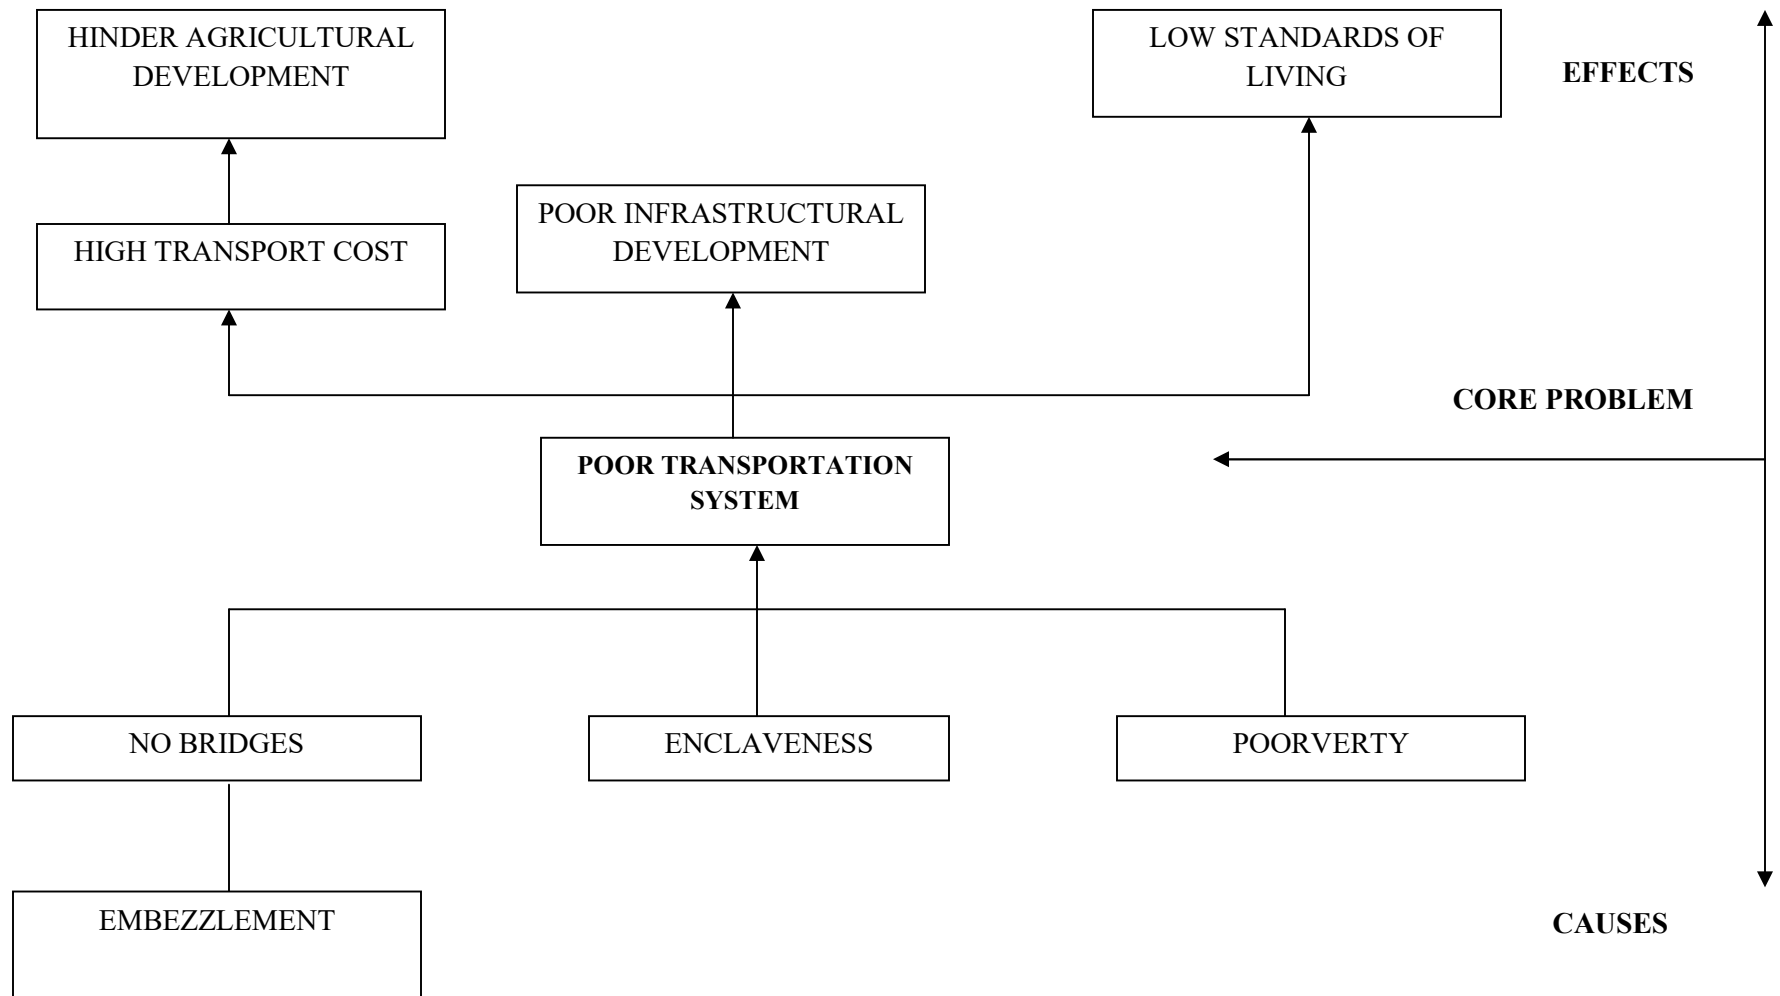 HINDER AGRICULTURAL
DEVELOPMENT
LOW STANDARDS OF
LIVING
EFFECTS
HIGH TRANSPORT COST
POOR INFRASTRUCTURAL
DEVELOPMENT
CORE PROBLEM
POOR TRANSPORTATION
SYSTEM
NO BRIDGES
ENCLAVENESS
POORVERTY
EMBEZZLEMENT
CAUSES